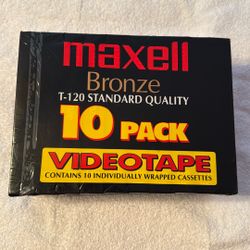 maxell
Bronze
T-120 STANDARD QUALITY
10 PACK
VIDEOTAPE
CONTAINS 10 INDIVIDUALLY WRAPPED CASSETTES